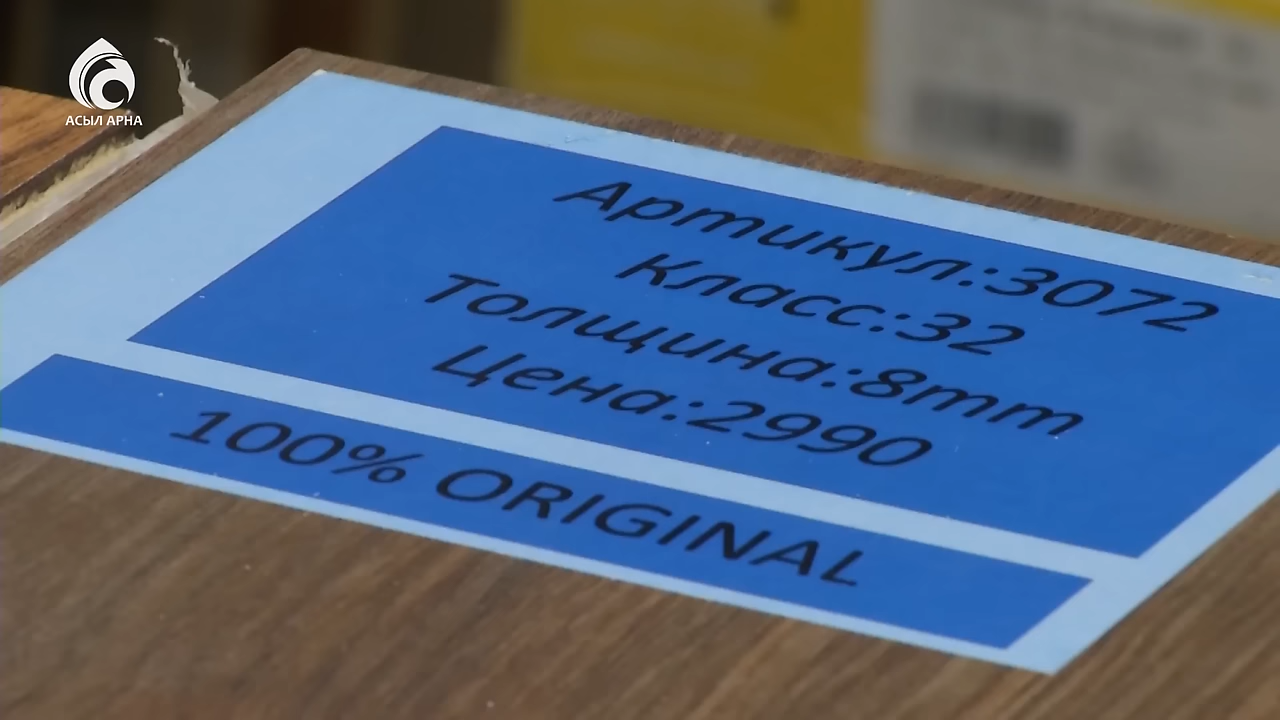 АСЫЛ АРНА
Артикул:3072
Класс:32
Толщина:8mm
Цена:2990
100% ORIGINAL